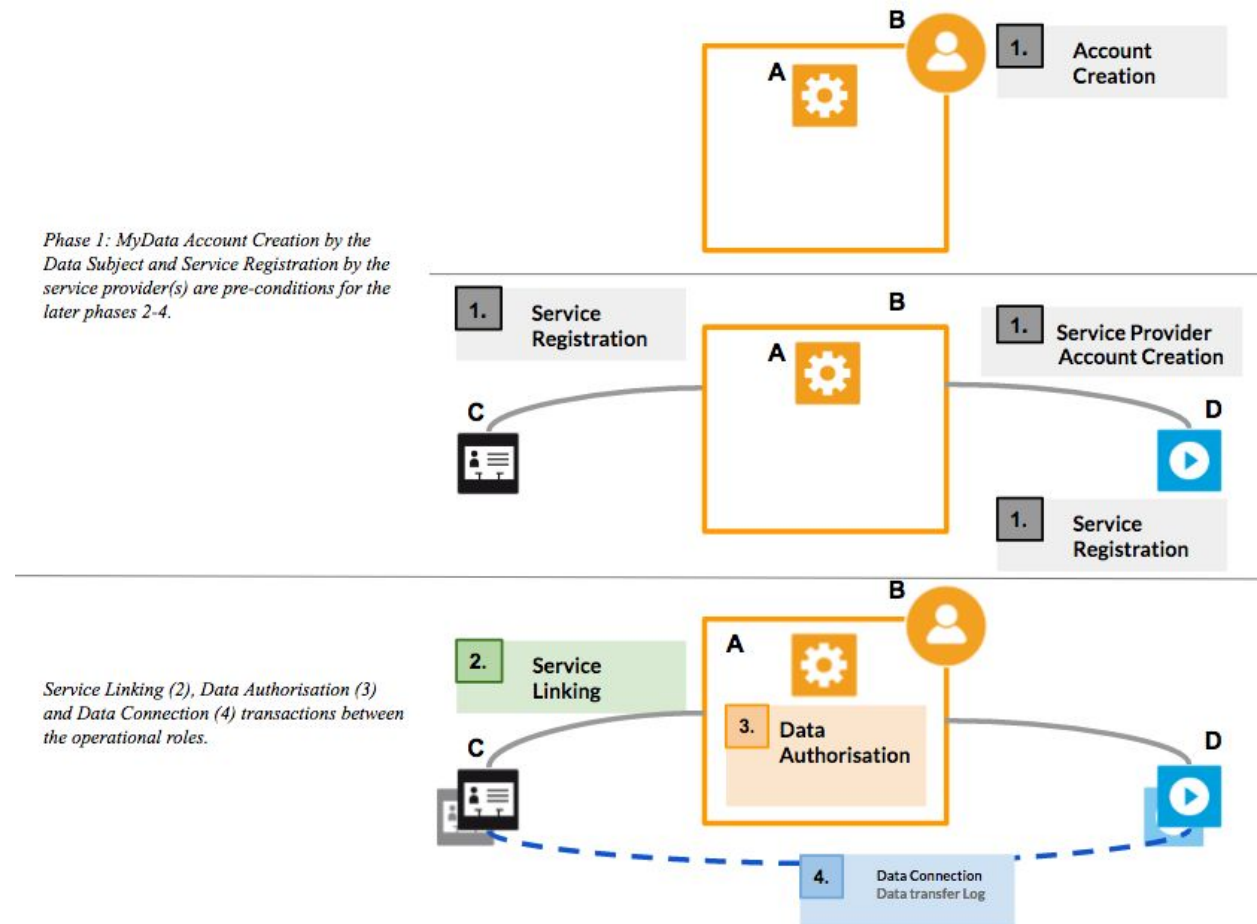 B
1.
Account
Creation
A
Phase 1: MyData Account Creation by the
Data Subject and Service Registration by the
service provider(s) are pre-conditions for the
later phases 2-4.
1.
Service
Registration
B
A
1.
Service Provider
Account Creation
C
D
1.
Service
Registration
B
2.
Service
Linking
A
Service Linking (2), Data Authorisation (3)
and Data Connection (4) transactions between
the operational roles.
3.
Data
Authorisation
C
D
4.
Data Connection
Data transfer Log